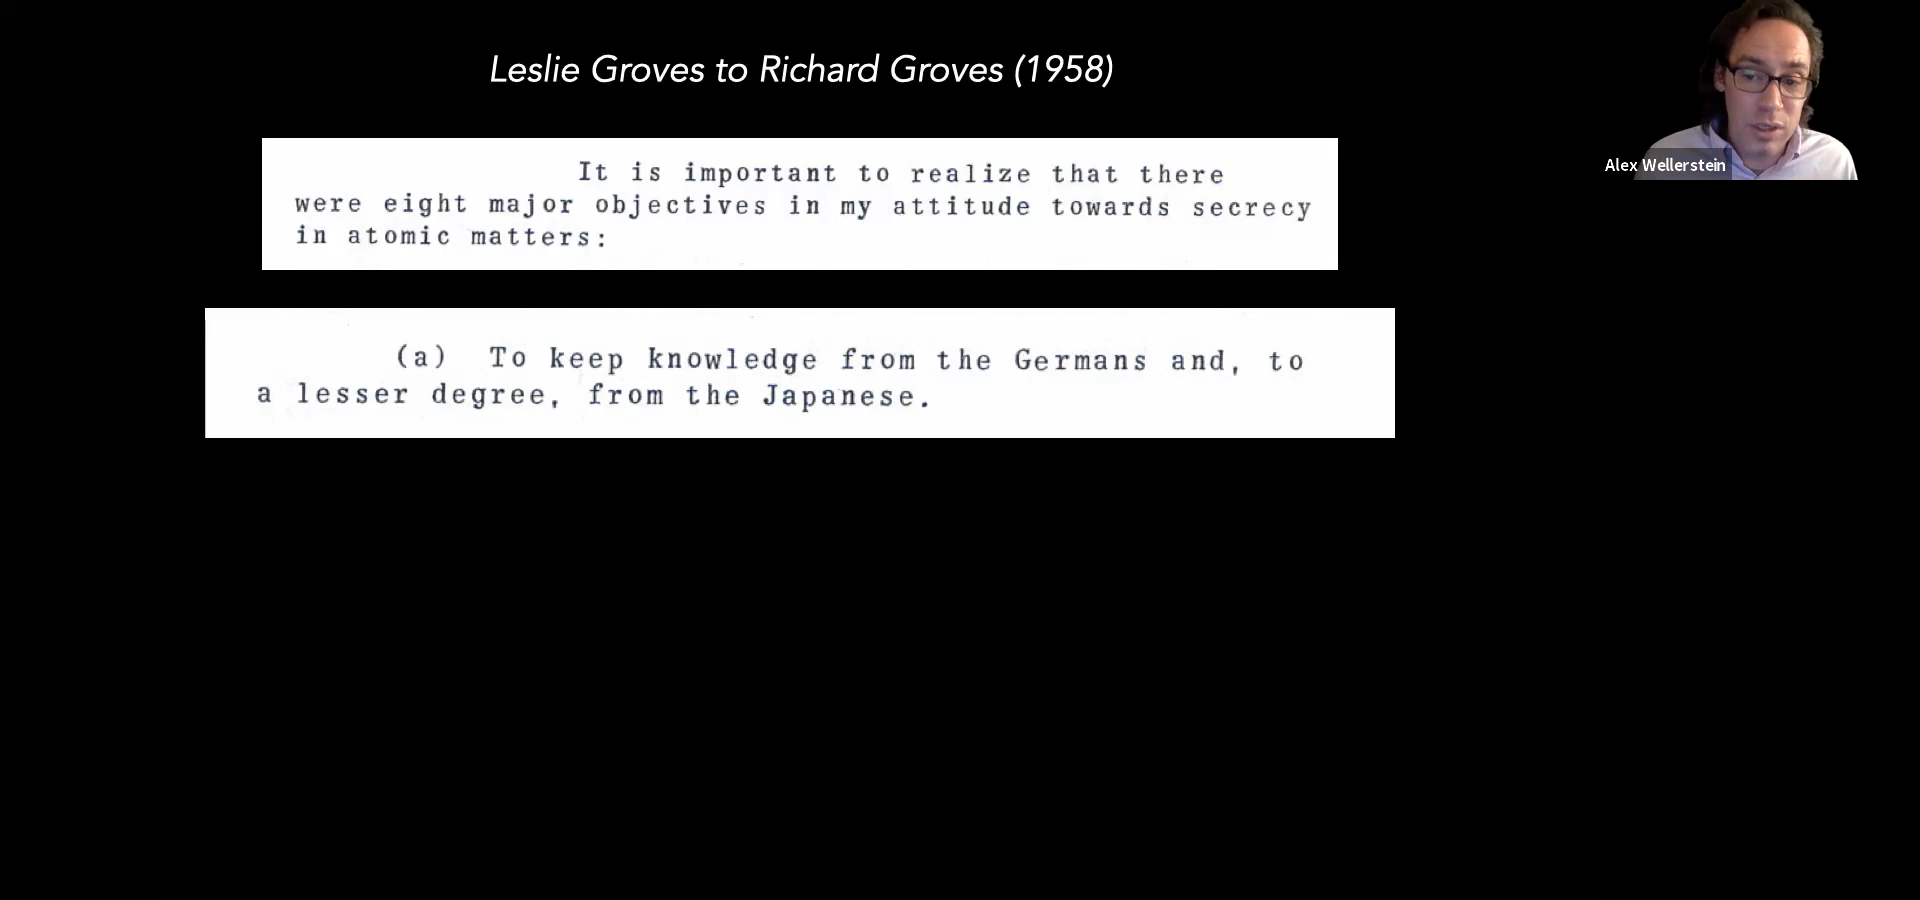 Leslie Groves to Richard Groves (1958)
Alex Wellerstein
It is important to realize that there
were eight major objectives in my attitude towards secrecy
in atomic matters:
(a) To keep knowledge from the Germans and, to
a lesser degree, from the Japanese.